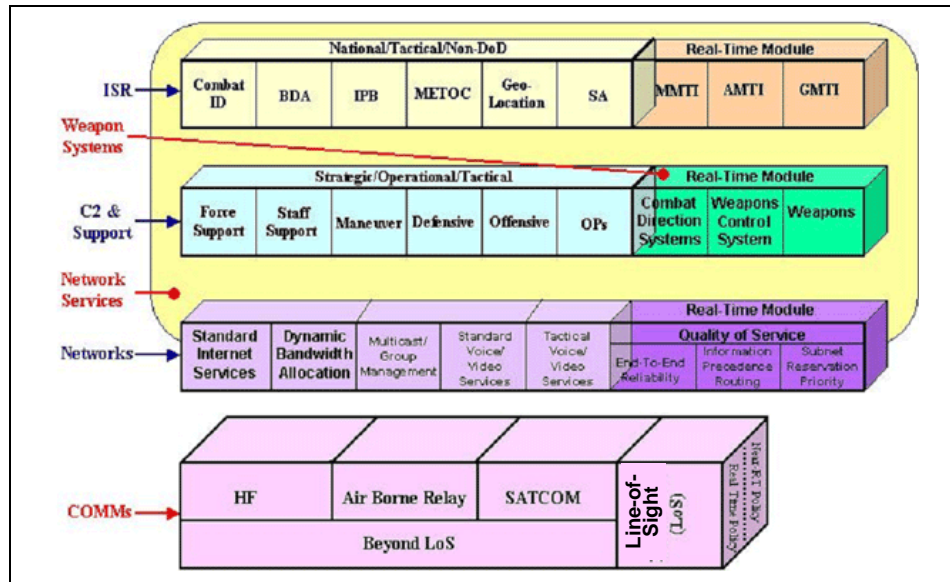 National/Tactical/Non-DoD
Real-Time Module
ISR
Combat
ID
BDA
IPB
METOC
Geo-
Location
SA
MMTI
AMTI
GMTI
Weapon
Systems
Strategic/Operational/Tactical
Real-Time Module
C2 &
Support
Force
Support
Staff
Support
Maneuver
Defensive
Offensive
OPs
Combat
Direction
Systems
Weapons
Control
System
Weapons
Network
Services
Real-Time Module
Networks
Standard
Internet
Services
Dynamic
Bandwidth
Allocation
Multicast/
Group
Management
Standard
Voice/
Video
Services
Tactical
Voice/
Video
Services
Quality of Service
End-To-End
Reliability
Information
Precedence
Routing
Subnet
Reservation
Priority
COMMs
HF
Air Borne Relay
SATCOM
Beyond LoS
Line-of-
Sight
(LoS)
Real Time Policy
Near-RT Policy